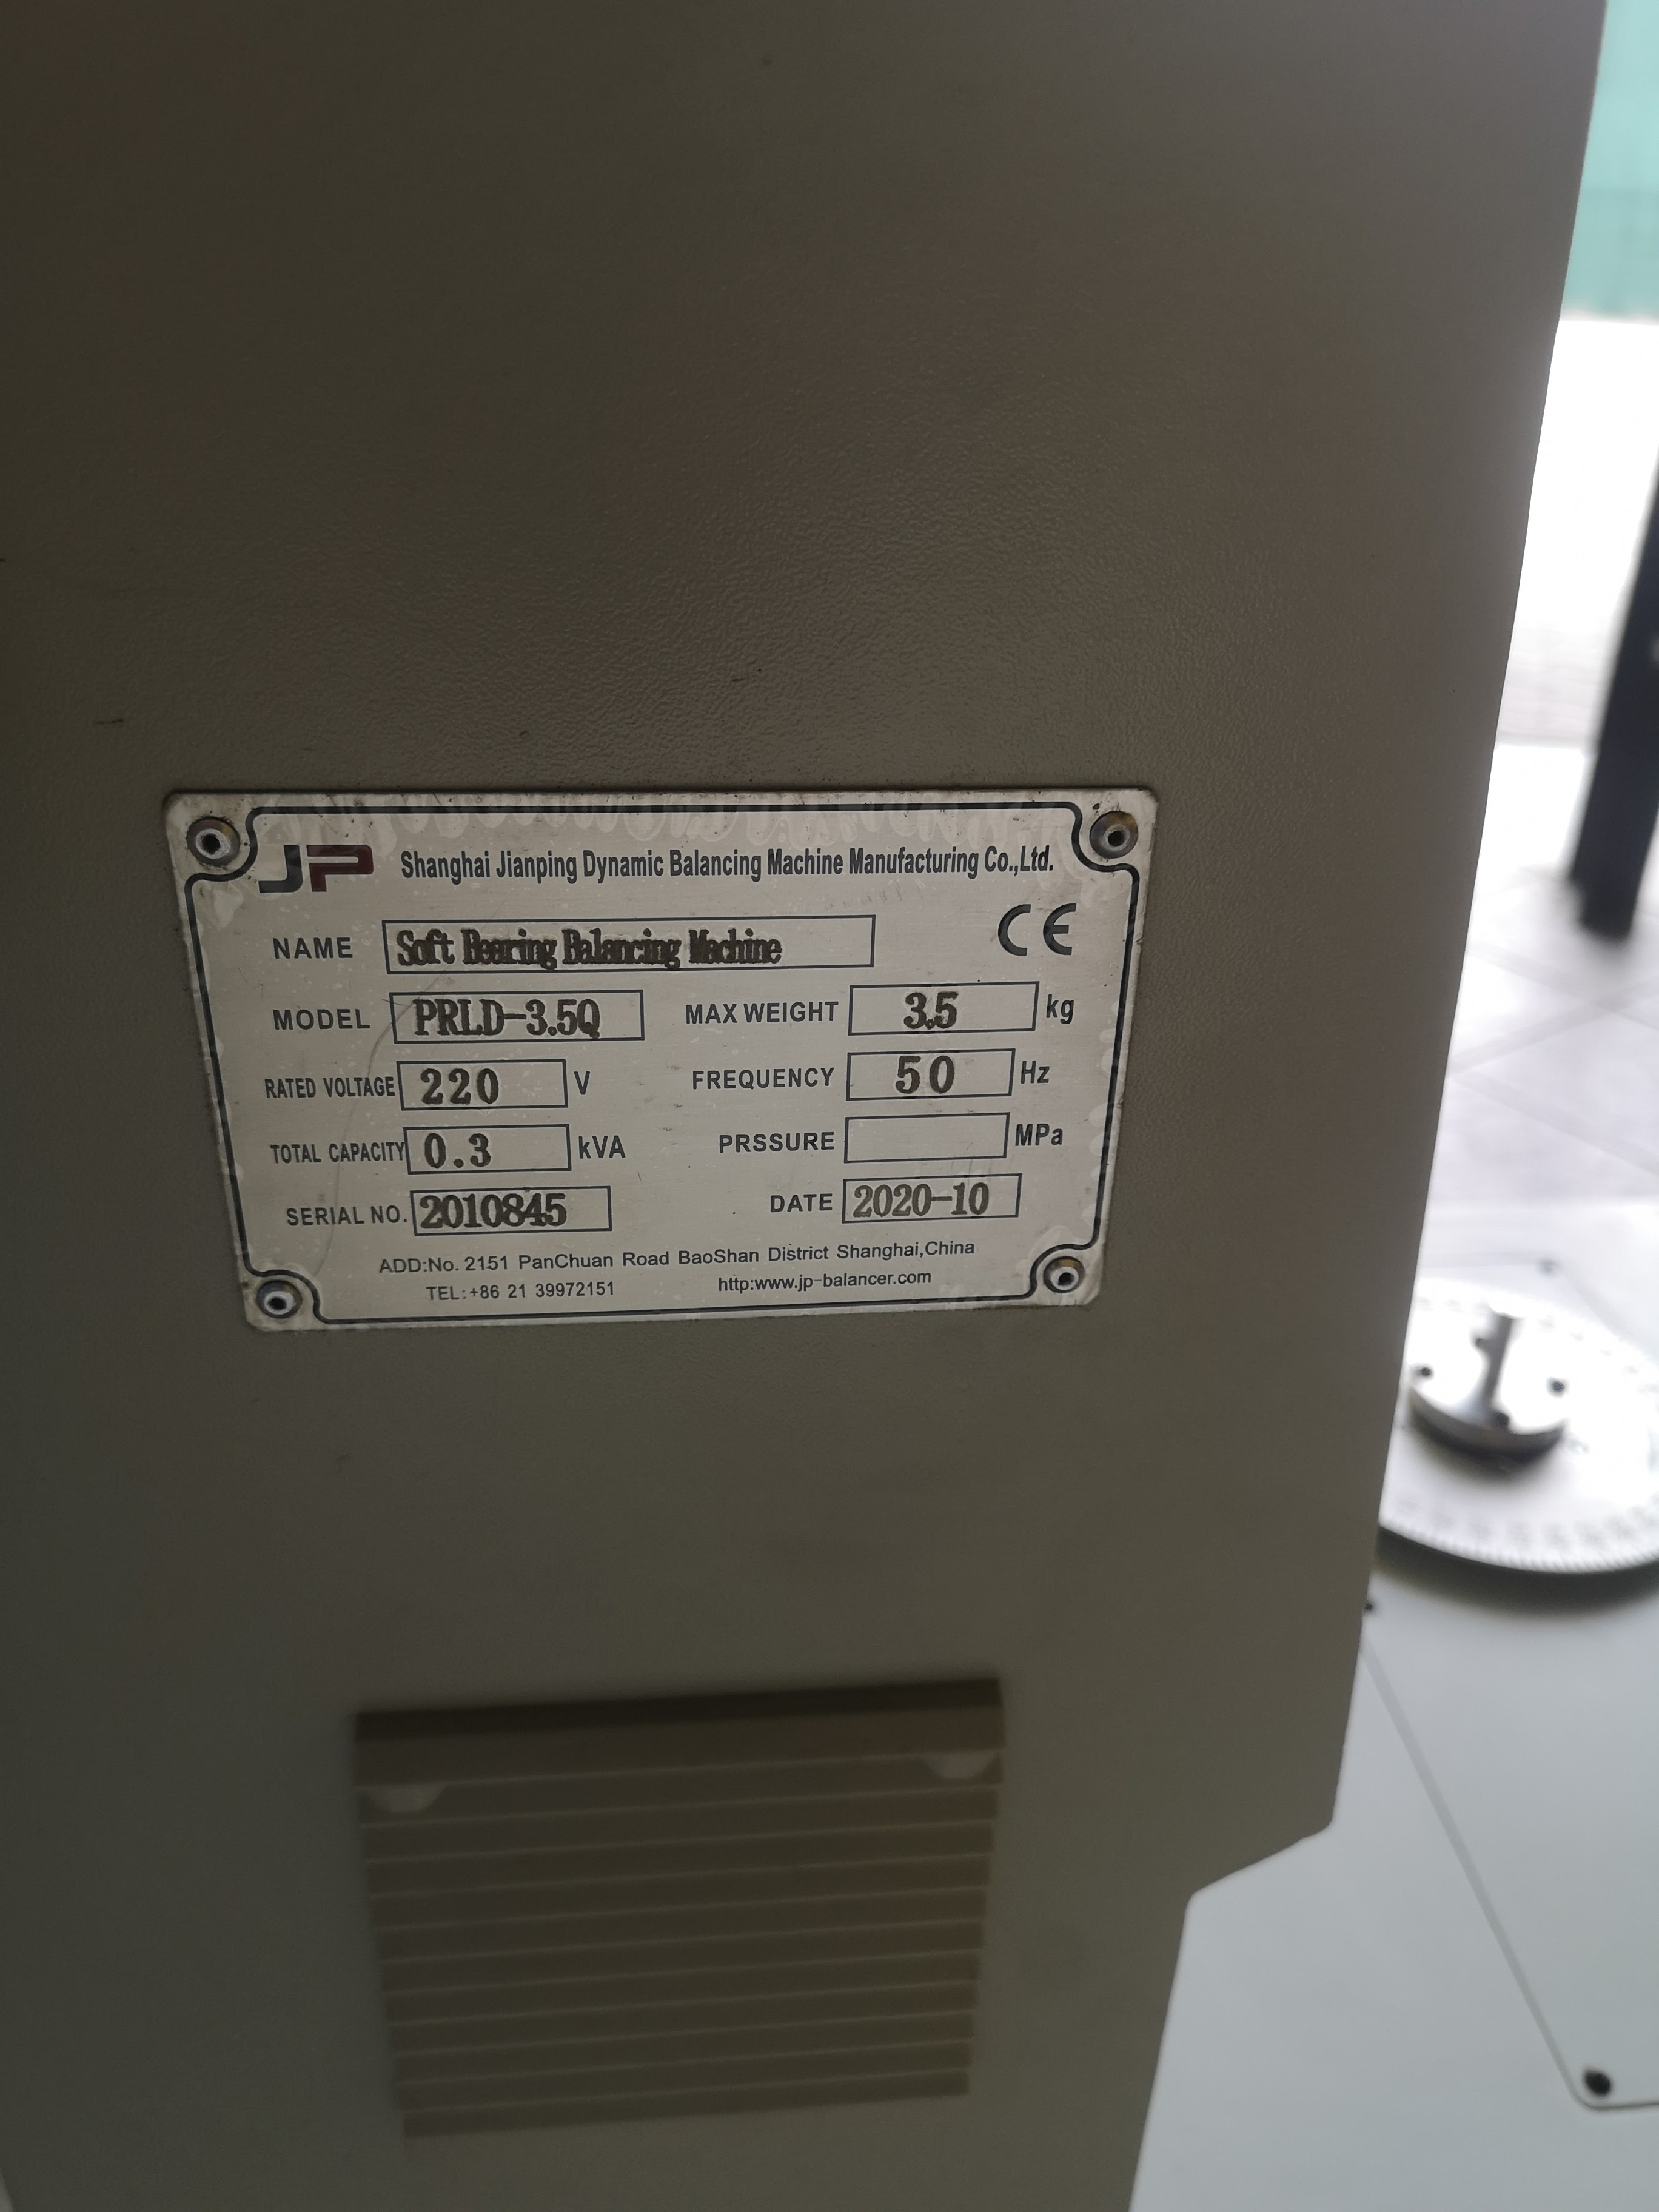 JP Shanghai Jianping Dynamic Balancing Machine Manufacturing Co.,Ltd.
NAME Soft Bearing Balancing Machine CE
MODEL PRLD-3.5Q MAX WEIGHT 3.5 kg
RATED VOLTAGE 220 V FREQUENCY 50 Hz
TOTAL CAPACITY 0.3 kVA PRSSURE MPa
SERIAL NO. 2010845 DATE 2020-10
ADD:No. 2151 PanChuan Road BaoShan District Shanghai,China
TEL:+86 21 39972151 http:www.jp-balancer.com